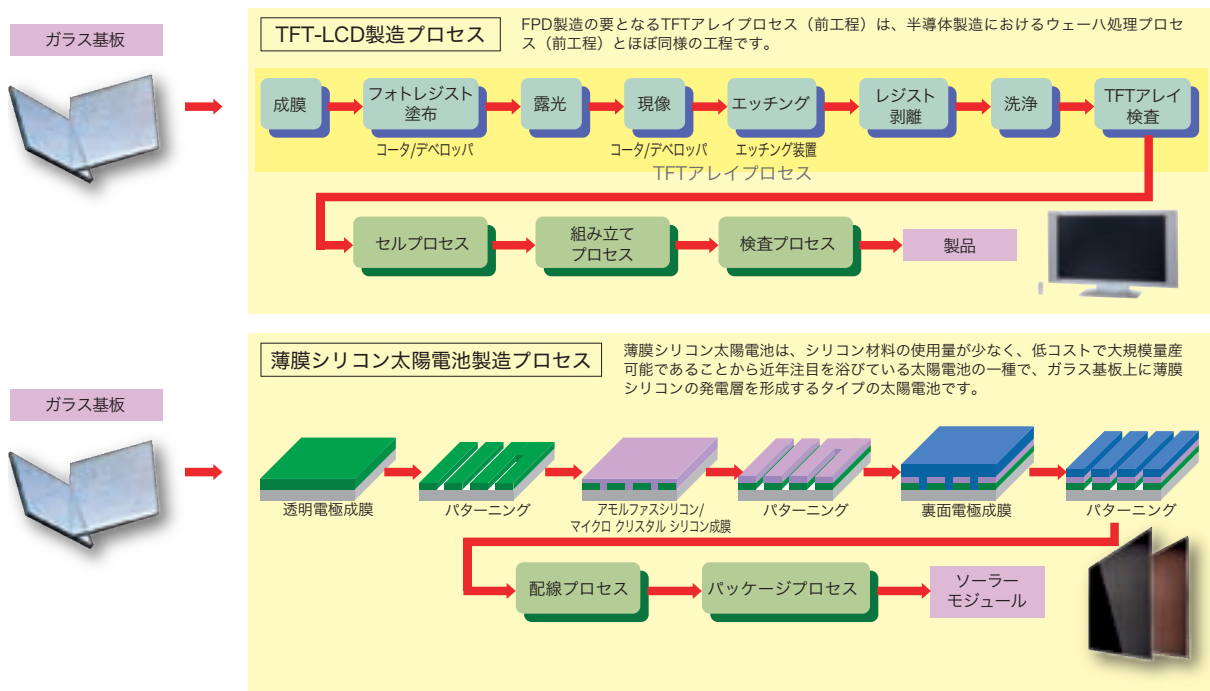 ガラス基板
TFT-LCD製造プロセス
FPD製造の要となるTFTアレイプロセス（前工程）は、半導体製造におけるウェーハ処理プロセ
ス（前工程）とほぼ同様の工程です。
成膜
フォトレジスト
塗布
露光
現像
エッチング
レジスト
剥離
洗浄
TFTアレイ
検査
コータ/デベロッパ
コータ/デベロッパ
エッチング装置
TFTアレイプロセス
セルプロセス
組み立て
プロセス
検査プロセス
製品
ガラス基板
薄膜シリコン太陽電池製造プロセス
薄膜シリコン太陽電池は、シリコン材料の使用量が少なく、低コストで大規模量産
可能であることから近年注目を浴びている太陽電池の一種で、ガラス基板上に薄膜
シリコンの発電層を形成するタイプの太陽電池です。
透明電極成膜
パターニング
アモルファスシリコン/
マイクロ クリスタル シリコン成膜
パターニング
裏面電極成膜
パターニング
配線プロセス
パッケージプロセス
ソーラー
モジュール